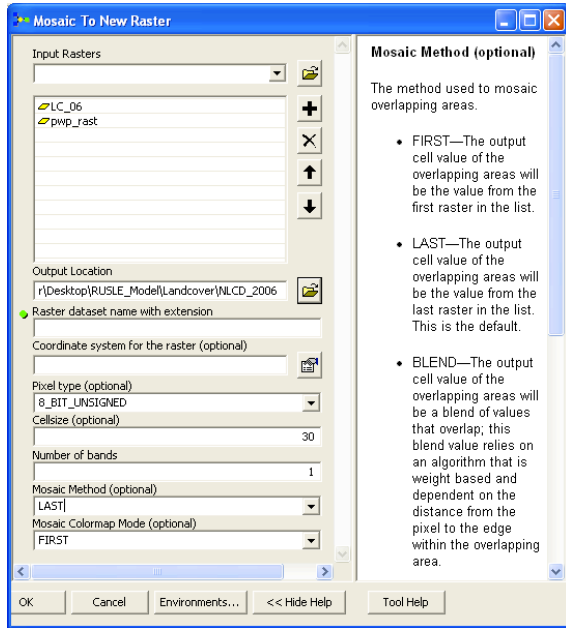 Mosaic To New Raster
Input Rasters
LC_06
pwp_rast
Output Location
r\Desktop\RUSLE_Model\Landcover\NLCD_2006
Raster dataset name with extension
Coordinate system for the raster (optional)
Pixel type (optional)
8_BIT_UNSIGNED
Cellsize (optional)
30
Number of bands
1
Mosaic Method (optional)
LAST
Mosaic Colormap Mode (optional)
FIRST
OK
Cancel
Environments...
<< Hide Help
Tool Help
Mosaic Method (optional)
The method used to mosaic
overlapping areas.
• FIRST—The output
cell value of the
overlapping areas will
be the value from the
first raster in the list.
• LAST—The output
cell value of the
overlapping areas will
be the value from the
last raster in the list.
This is the default.
• BLEND—The output
cell value of the
overlapping areas will
be a blend of values
that overlap; this
blend value relies on
an algorithm that is
weight based and
dependent on the
distance from the
pixel to the edge
within the overlapping
area.